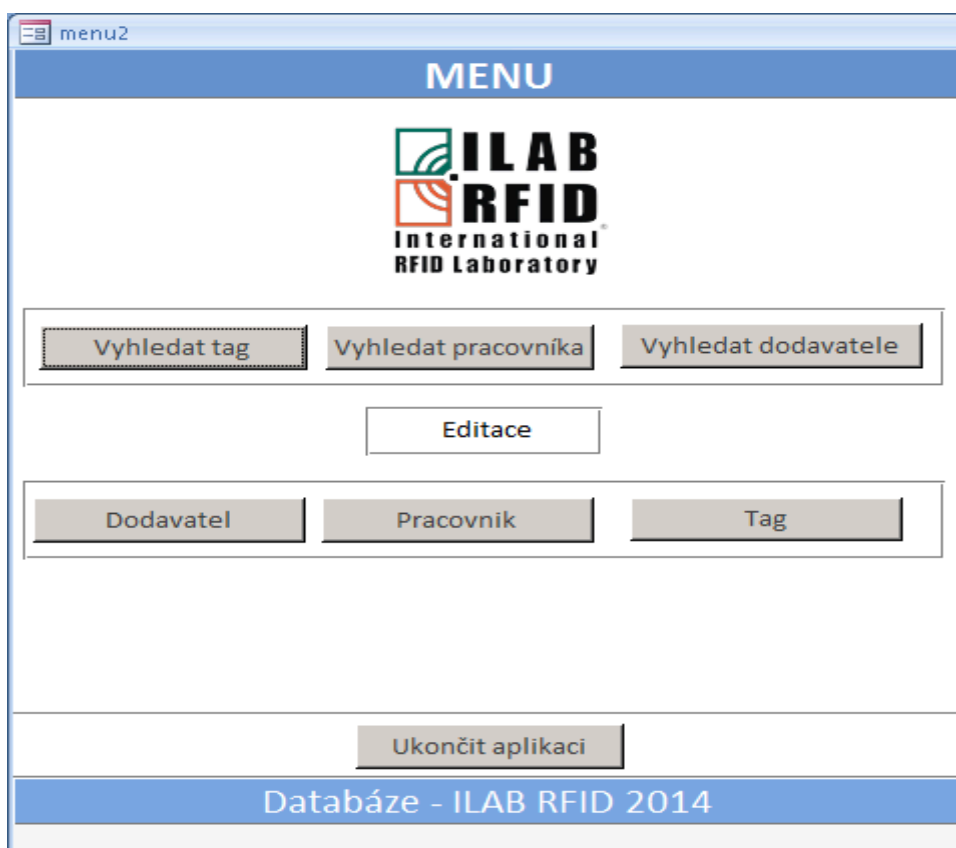 menu2
MENU
ILAB
RFID
®
International
RFID Laboratory
Vyhledat tag
Vyhledat pracovníka
Vyhledat dodavatele
Editace
Dodavatel
Pracovnik
Tag
Ukončit aplikaci
Databáze - ILAB RFID 2014